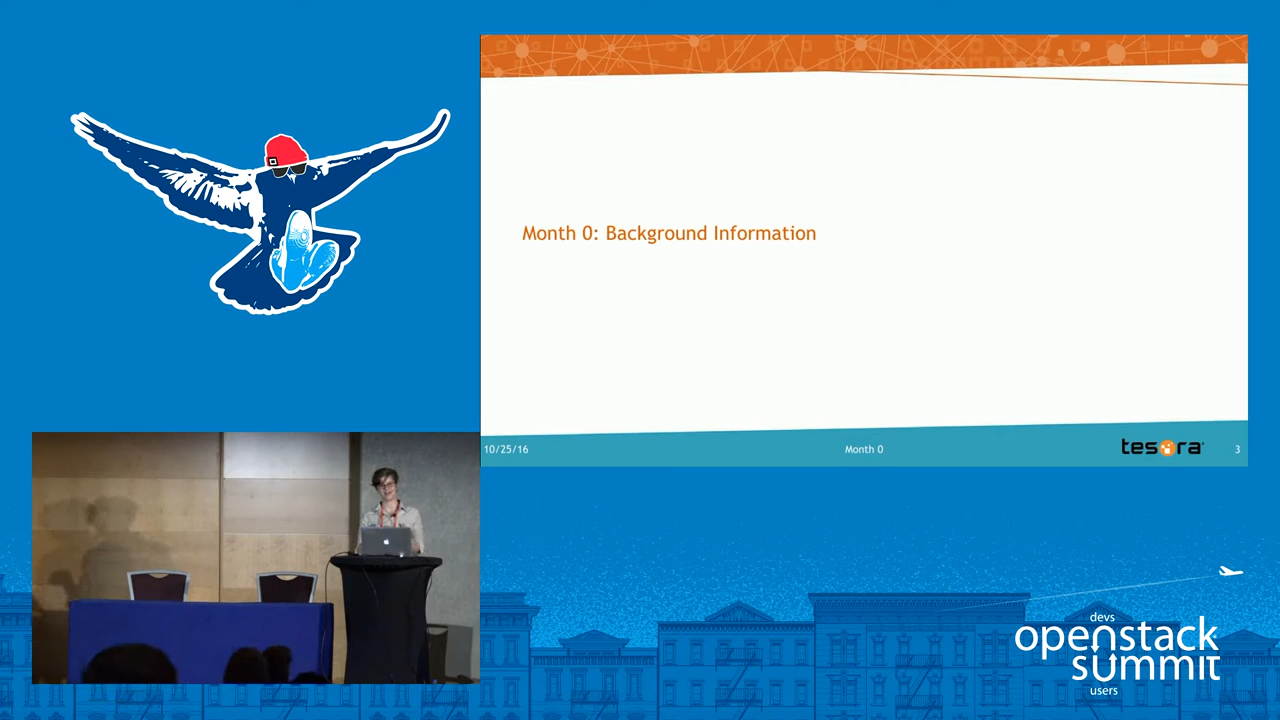 Month 0: Background Information
10/25/16
Month 0
tesora
3
devs
openstack
summit
users